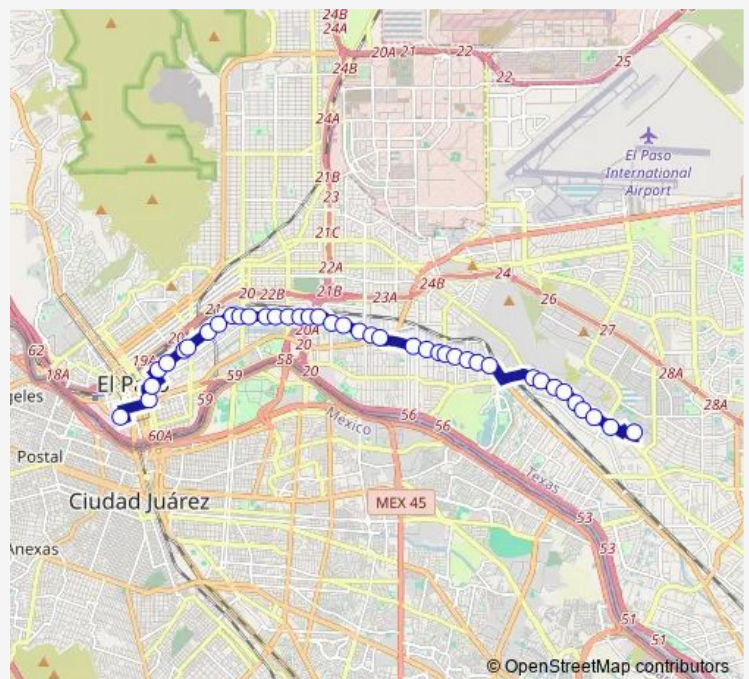 24B
24A
20A 21
22
24B
22
25
24A
El Paso
International
Airport
21B
23
21C
22A
24B
24
20 22B
21B
23A
26
21
20
20A
27
62
19A
20
18A
58
20
28A
El P
59
59
geles
28A
60A
Mexico
56
56
Postal
Texas
Ciudad Juárez
MEX 45
53
Anexas
53
51
51
© OpenStreetMap contributors